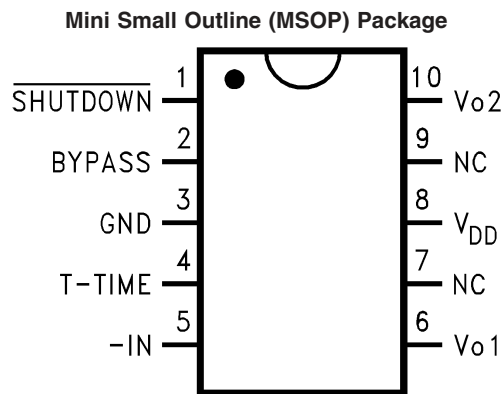 Mini Small Outline (MSOP) Package
SHUTDOWN 1 10 Vo2
BYPASS 2 9 NC
GND 3 8 VDD
T-TIME 4 7 NC
-IN 5 6 Vo1